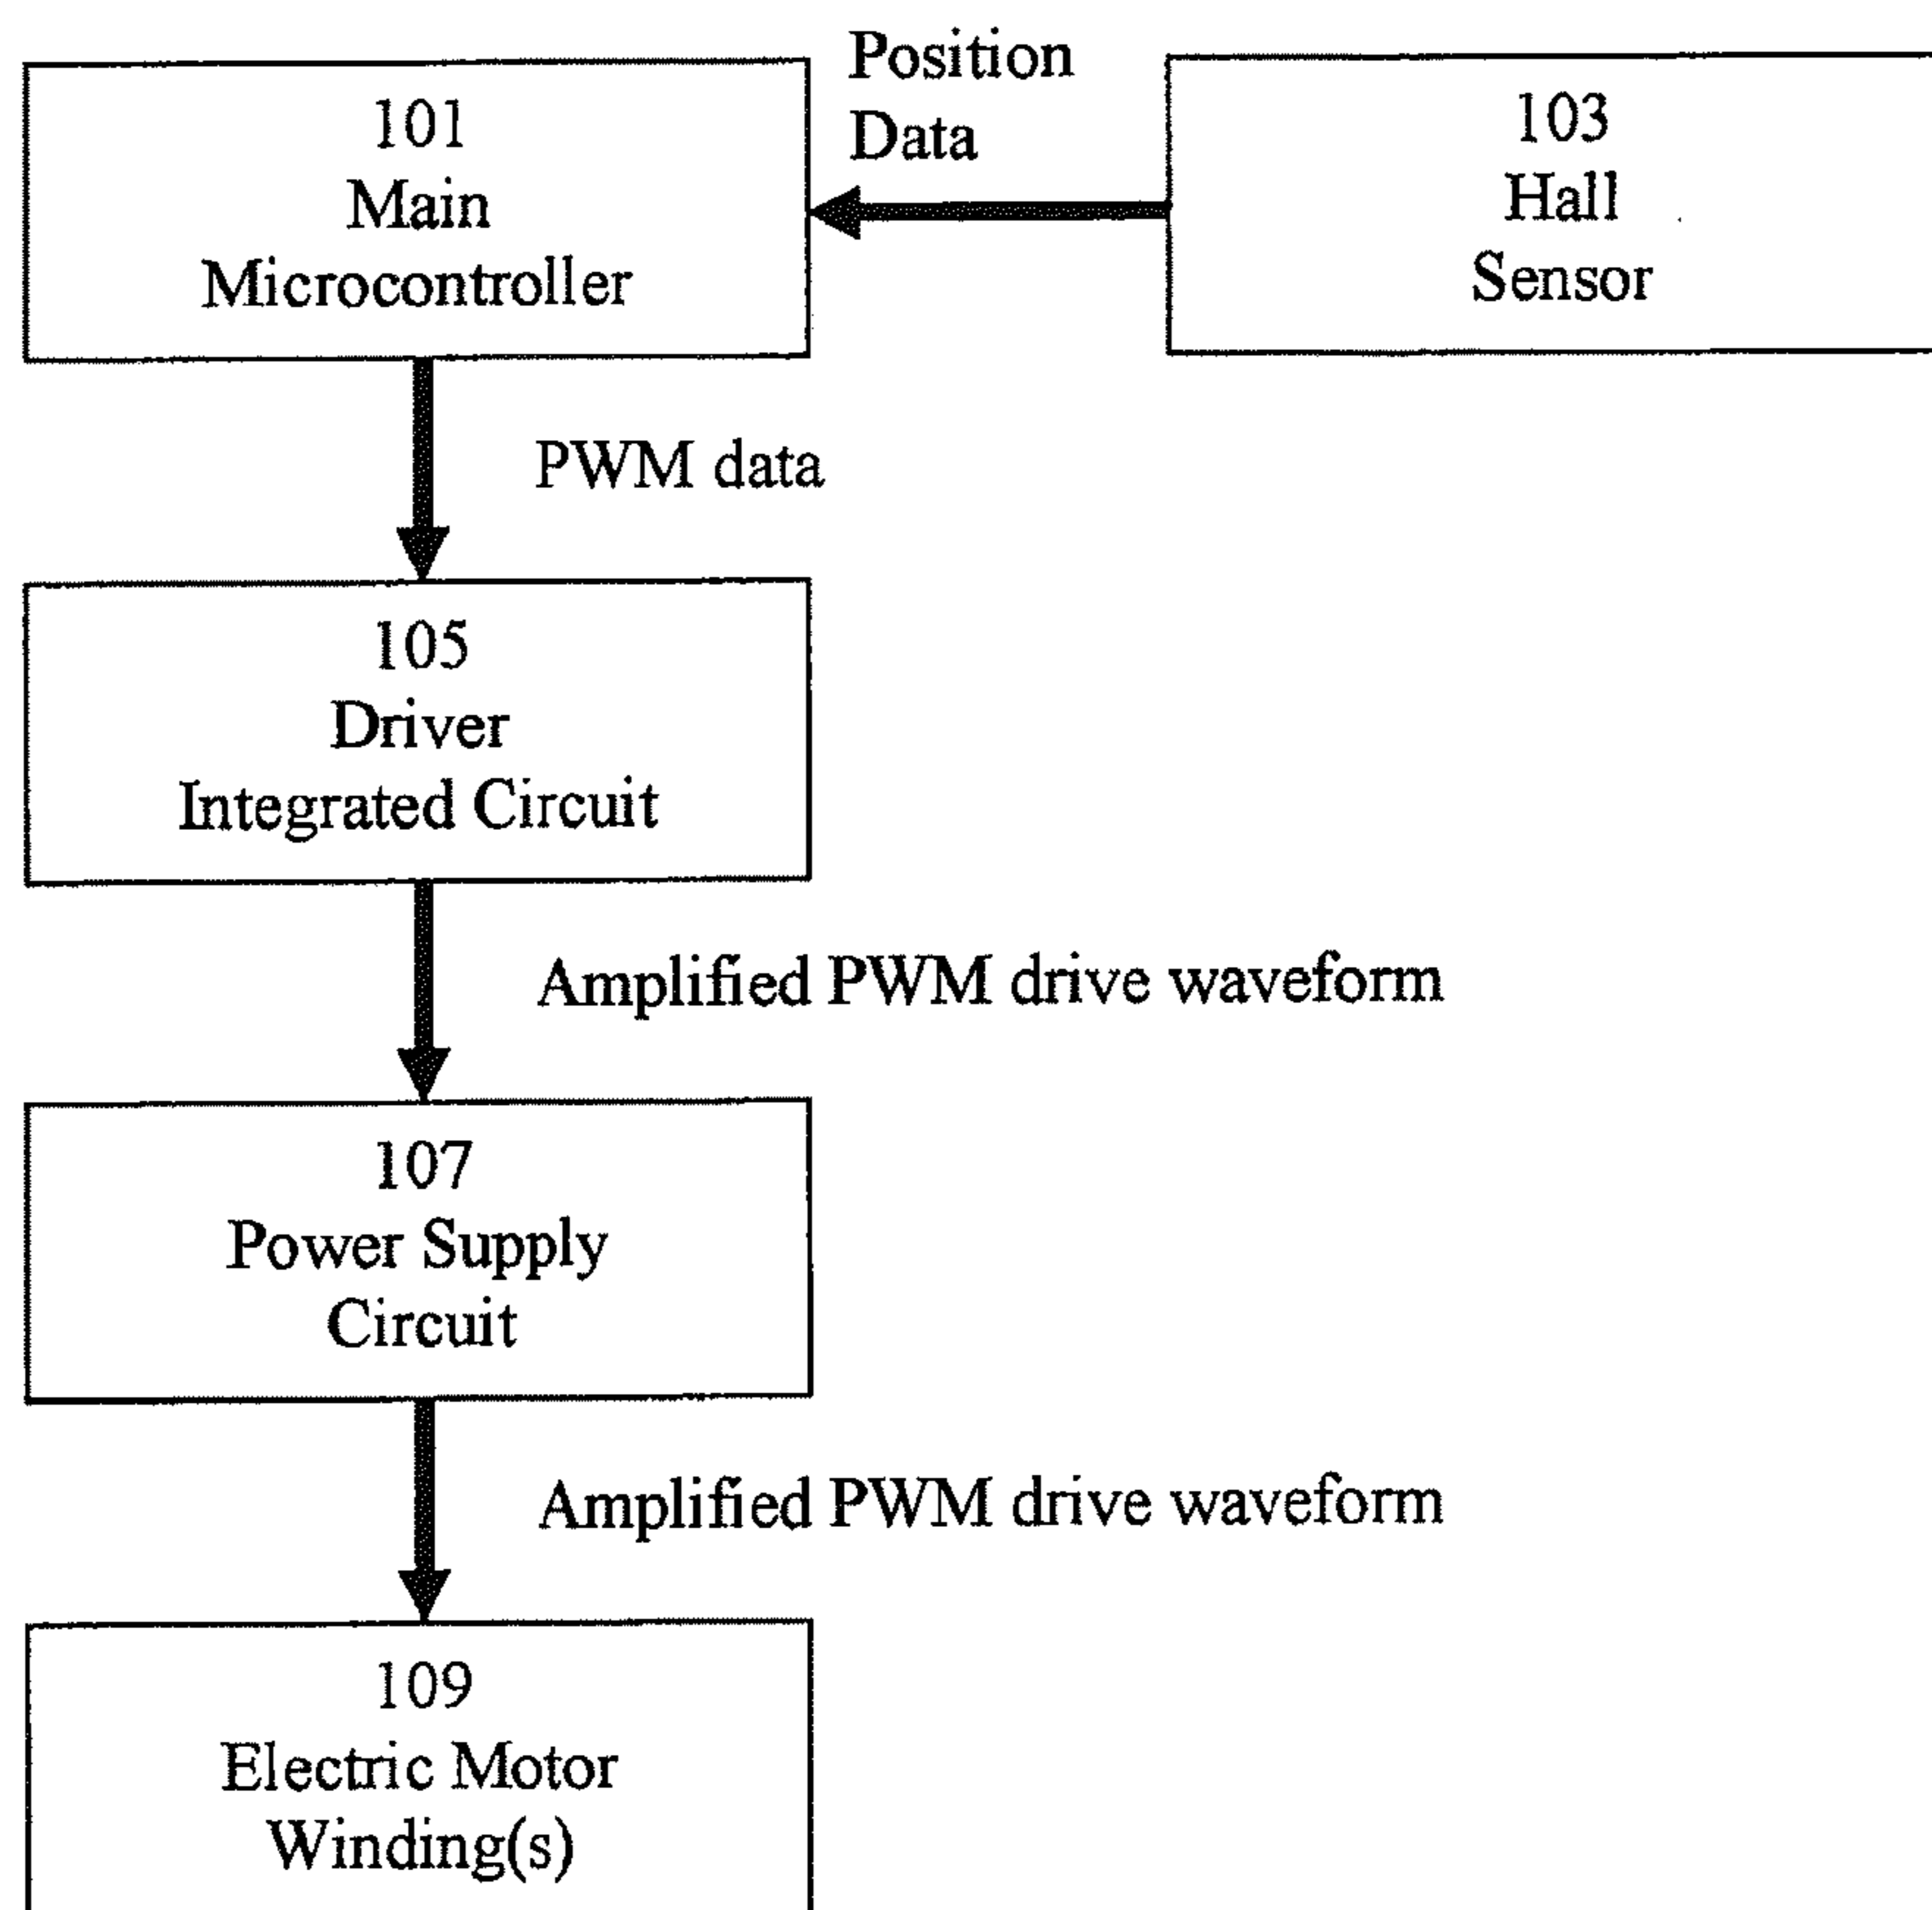 101
Main
Microcontroller
Position
Data
103
Hall
Sensor
PWM data
105
Driver
Integrated Circuit
Amplified PWM drive waveform
107
Power Supply
Circuit
Amplified PWM drive waveform
109
Electric Motor
Winding(s)